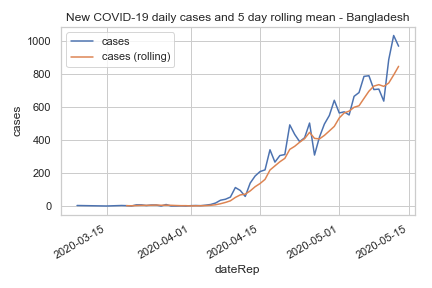 New COVID-19 daily cases and 5 day rolling mean - Bangladesh
cases
cases (rolling)
1000
800
600
400
200
0
cases
2020-03-15
2020-04-01
2020-04-15
2020-05-01
2020-05-15
dateRep